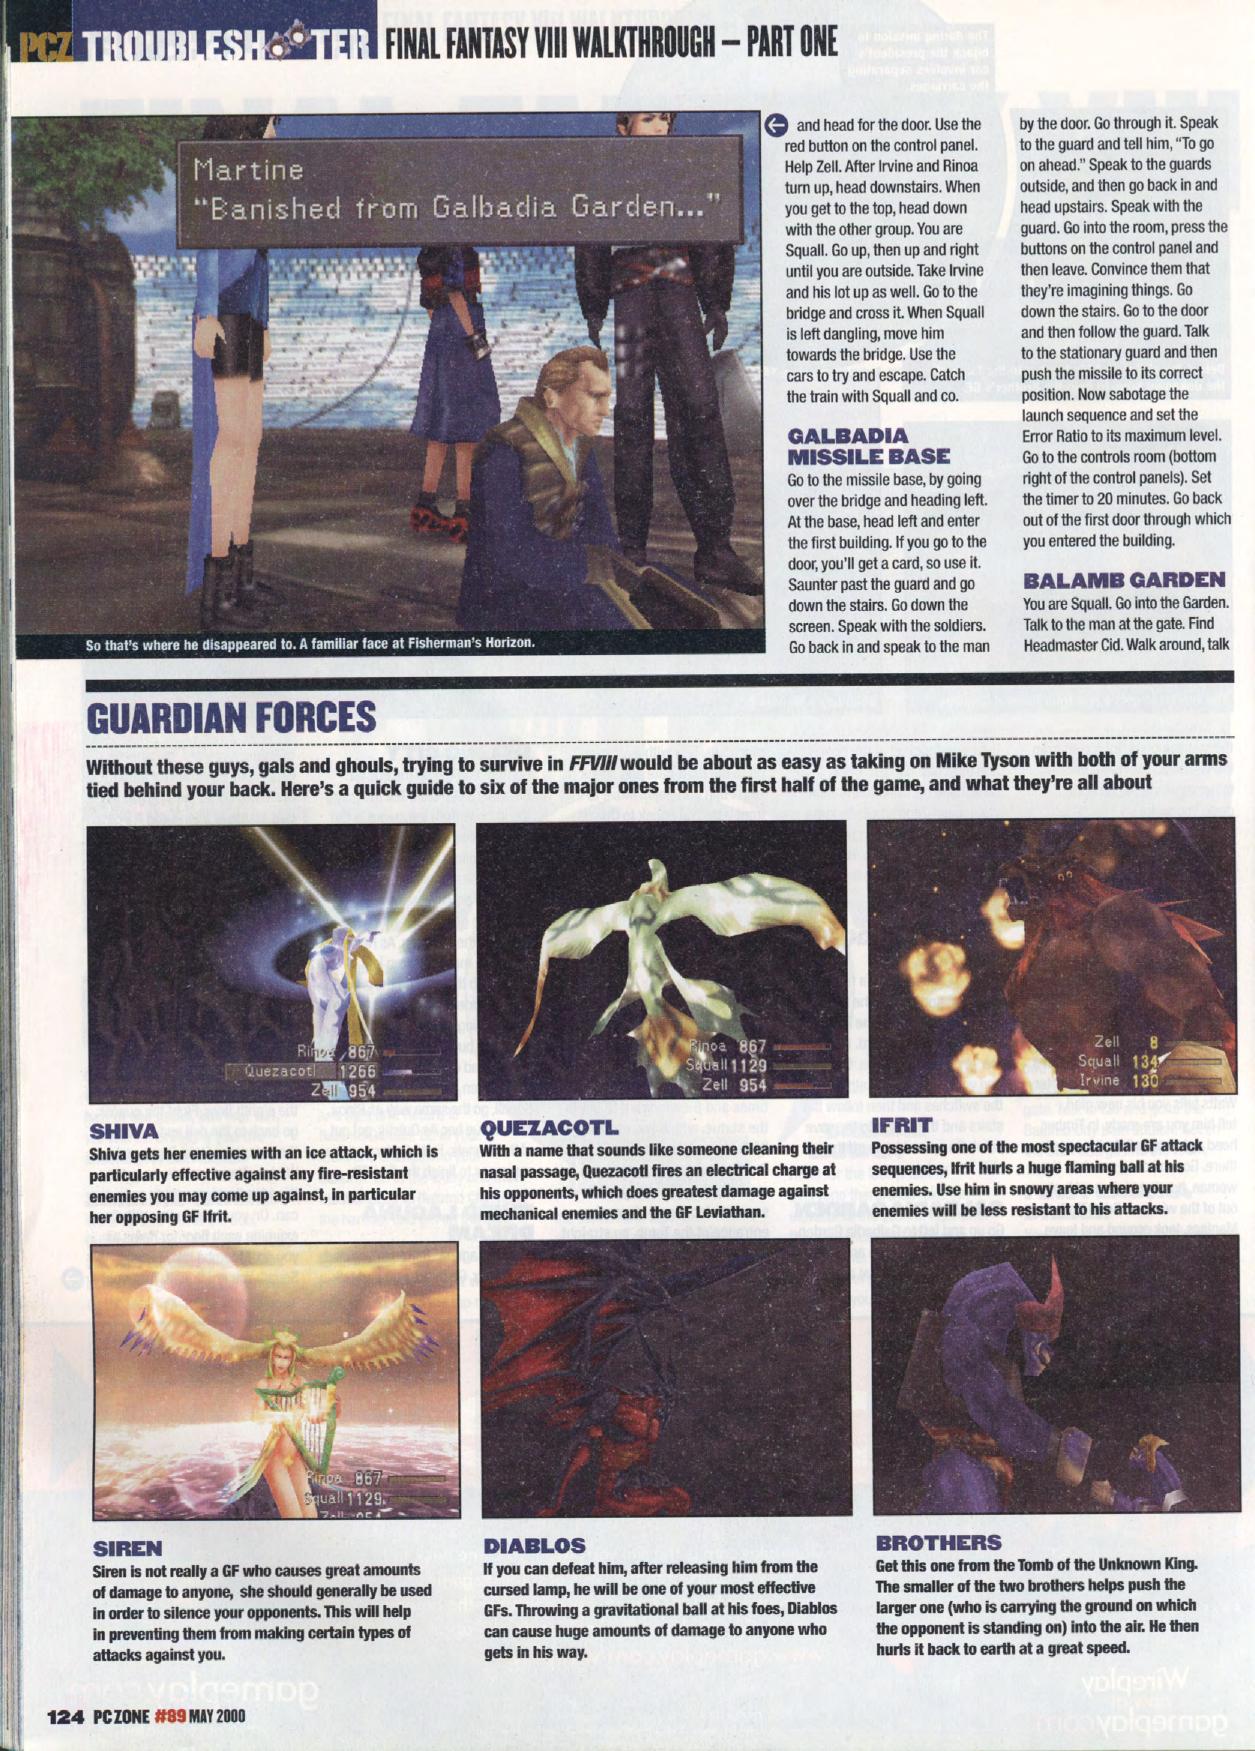 PCZ TROUBLESHOOTER FINAL FANTASY VIII WALKTHROUGH – PART ONE
Martine
“Banished from Galbadia Garden...”
So that's where he disappeared to. A familiar face at Fisherman's Horizon.
and head for the door. Use the
red button on the control panel.
Help Zell. After Irvine and Rinoa
turn up, head downstairs. When
you get to the top, head down
with the other group. You are
Squall. Go up, then up and right
until you are outside. Take Irvine
and his lot up as well. Go to the
bridge and cross it. When Squall
is left dangling, move him
towards the bridge. Use the
cars to try and escape. Catch
the train with Squall and co.
GALBADIA
MISSILE BASE
Go to the missile base, by going
over the bridge and heading left.
At the base, head left and enter
the first building. If you go to the
door, you'll get a card, so use it.
Saunter past the guard and go
down the stairs. Go down the
screen. Speak with the soldiers.
Go back in and speak to the man
by the door. Go through it. Speak
to the guard and tell him, “To go
on ahead.” Speak to the guards
outside, and then go back in and
head upstairs. Speak with the
guard. Go into the room, press the
buttons on the control panel and
then leave. Convince them that
they're imagining things. Go
down the stairs. Go to the door
and then follow the guard. Talk
to the stationary guard and then
push the missile to its correct
position. Now sabotage the
launch sequence and set the
Error Ratio to its maximum level.
Go to the controls room (bottom
right of the control panels). Set
the timer to 20 minutes. Go back
out of the first door through which
you entered the building.
BALAMB GARDEN
You are Squall. Go into the Garden.
Talk to the man at the gate. Find
Headmaster Cid. Walk around, talk
GUARDIAN FORCES
Without these guys, gals and ghouls, trying to survive in FFVIII would be about as easy as taking on Mike Tyson with both of your arms
tied behind your back. Here's a quick guide to six of the major ones from the first half of the game, and what they're all about
Rinoa 867
Quezacotl 1266
Zell 954
SHIVA
Shiva gets her enemies with an ice attack, which is
particularly effective against any fire-resistant
enemies you may come up against, in particular
her opposing GF Ifrit.
Rinoa 867
Squall 1129
Zell 954
QUEZACOTL
With a name that sounds like someone cleaning their
nasal passage, Quezacotl fires an electrical charge at
his opponents, which does greatest damage against
mechanical enemies and the GF Leviathan.
Zell 8
Squall 134
Irvine 130
IFRIT
Possessing one of the most spectacular GF attack
sequences, Ifrit hurls a huge flaming ball at his
enemies. Use him in snowy areas where your
enemies will be less resistant to his attacks.
Rinoa 867
Squall 1129
Zell 954
SIREN
Siren is not really a GF who causes great amounts
of damage to anyone, she should generally be used
in order to silence your opponents. This will help
in preventing them from making certain types of
attacks against you.
DIABLOS
If you can defeat him, after releasing him from the
cursed lamp, he will be one of your most effective
GFs. Throwing a gravitational ball at his foes, Diablos
can cause huge amounts of damage to anyone who
gets in his way.
BROTHERS
Get this one from the Tomb of the Unknown King.
The smaller of the two brothers helps push the
larger one (who is carrying the ground on which
the opponent is standing on) into the air. He then
hurls it back to earth at a great speed.
124 PCZONE #89 MAY 2000